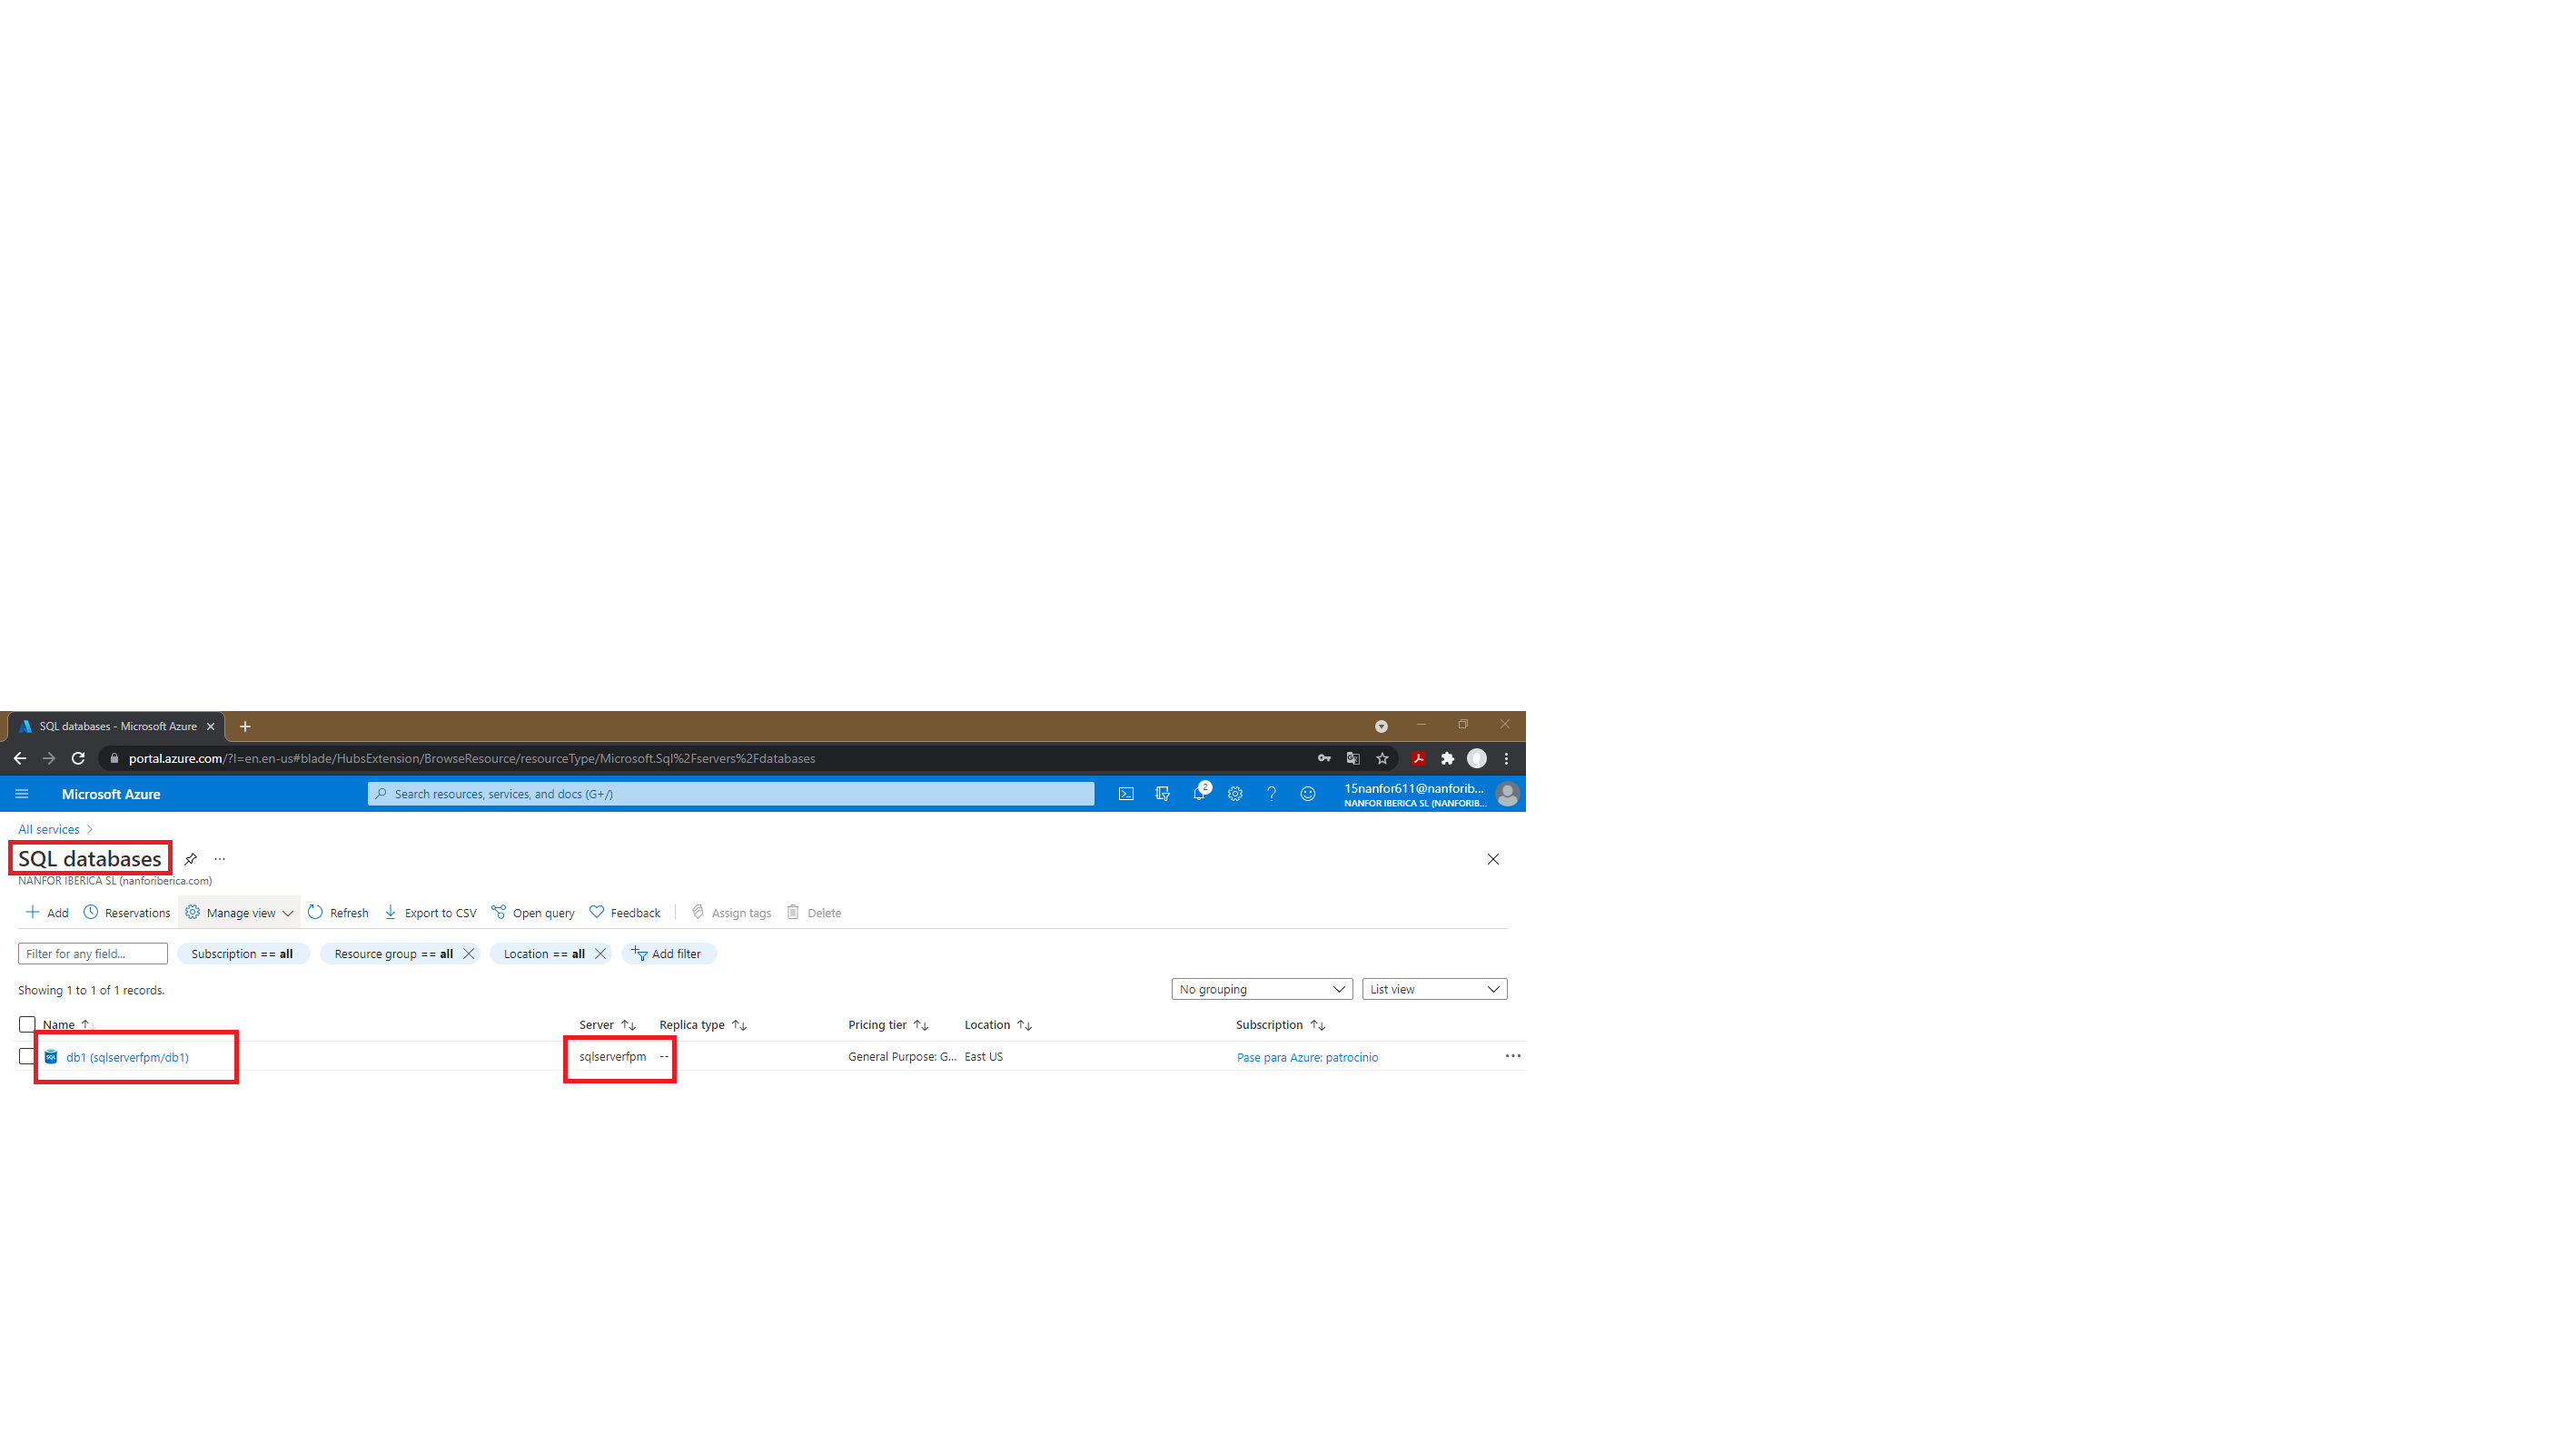 SQL databases - Microsoft Azure
portal.azure.com/?l=en.en-us#blade/HubsExtension/BrowseResource/resourceType/Microsoft.Sql%2Fservers%2Fdatabases
Microsoft Azure
Search resources, services, and docs (G+/)
2
15nanfor611@nanforib...
NANFOR IBERICA SL (NANFORIB...
All services
SQL databases
NANFOR IBERICA SL (nanforiberica.com)
Add Reservations Manage view Refresh Export to CSV Open query Feedback Assign tags Delete
Filter for any field... Subscription == all Resource group == all Location == all Add filter
Showing 1 to 1 of 1 records. No grouping List view
Name Server Replica type Pricing tier Location Subscription
SQL db1 (sqlserverfpm/db1) sqlserverfpm -- General Purpose: G... East US Pase para Azure: patrocinio